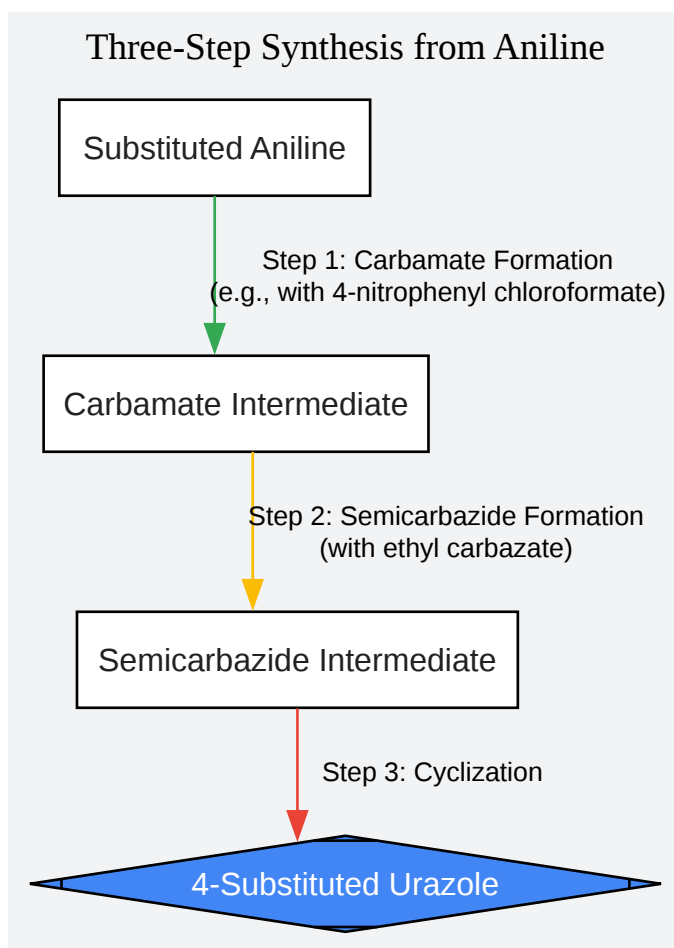 Three-Step Synthesis from Aniline
Substituted Aniline
Step 1: Carbamate Formation
(e.g., with 4-nitrophenyl chloroformate)
Carbamate Intermediate
Step 2: Semicarbazide Formation
(with ethyl carbazate)
Semicarbazide Intermediate
Step 3: Cyclization
4-Substituted Urazole